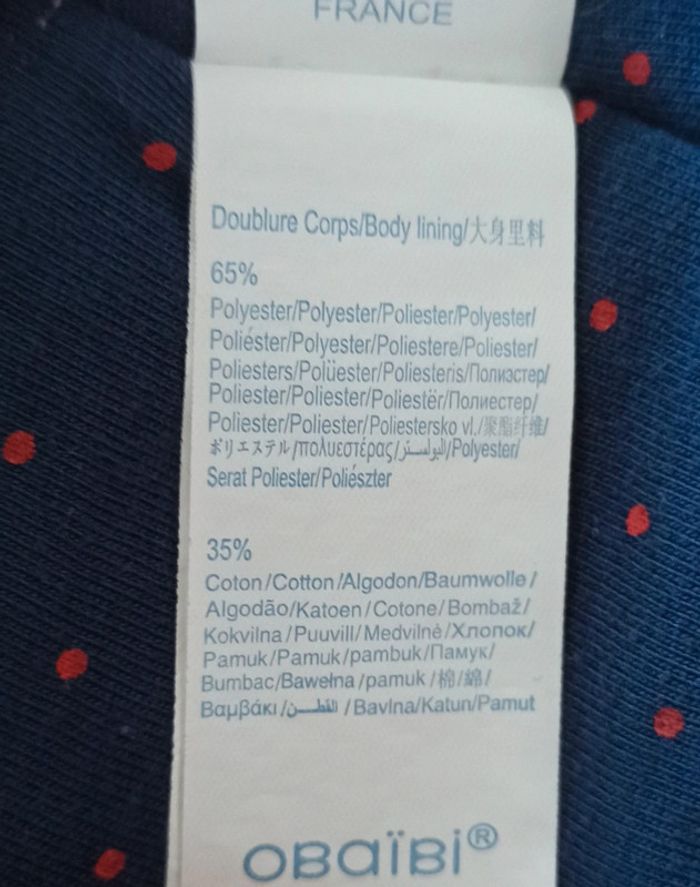 FRANCE
Doublure Corps/Body lining/大身里料
65%
Polyester/Polyester/Poliester/Polyester/
Poliéster/Polyester/Poliestere/Poliester/
Poliesters/Polüester/Poliesteris/Полиэстер/
Poliester/Poliester/Poliestër/Полиестер/
Poliester/Poliester/Poliestersko vl./聚酯纤维/
ポリエステル/πολυεστέρας/البوليستر/Polyester/
Serat Poliester/Poliészter
35%
Coton/Cotton/Algodon/Baumwolle/
Algodão/Katoen/Cotone/Bombaž/
Kokvilna/Puuvill/Medvilnė/Хлопок/
Pamuk/Pamuk/pambuk/Памук/
Bumbac/Bawełna/pamuk/棉/綿/
Βαμβάκι/القطن/Bavlna/Katun/Pamut
OBaïBi®